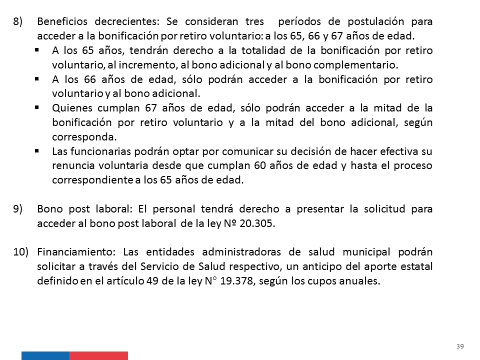 8) Beneficios decrecientes: Se consideran tres períodos de postulación para
acceder a la bonificación por retiro voluntario: a los 65, 66 y 67 años de edad.
▪ A los 65 años, tendrán derecho a la totalidad de la bonificación por retiro
voluntario, al incremento, al bono adicional y al bono complementario.
▪ A los 66 años de edad, sólo podrán acceder a la bonificación por retiro
voluntario y al bono adicional.
▪ Quienes cumplan 67 años de edad, sólo podrán acceder a la mitad de la
bonificación por retiro voluntario y a la mitad del bono adicional, según
corresponda.
▪ Las funcionarias podrán optar por comunicar su decisión de hacer efectiva su
renuncia voluntaria desde que cumplan 60 años de edad y hasta el proceso
correspondiente a los 65 años de edad.
9) Bono post laboral: El personal tendrá derecho a presentar la solicitud para
acceder al bono post laboral de la ley Nº 20.305.
10) Financiamiento: Las entidades administradoras de salud municipal podrán
solicitar a través del Servicio de Salud respectivo, un anticipo del aporte estatal
definido en el artículo 49 de la ley N° 19.378, según los cupos anuales.
39